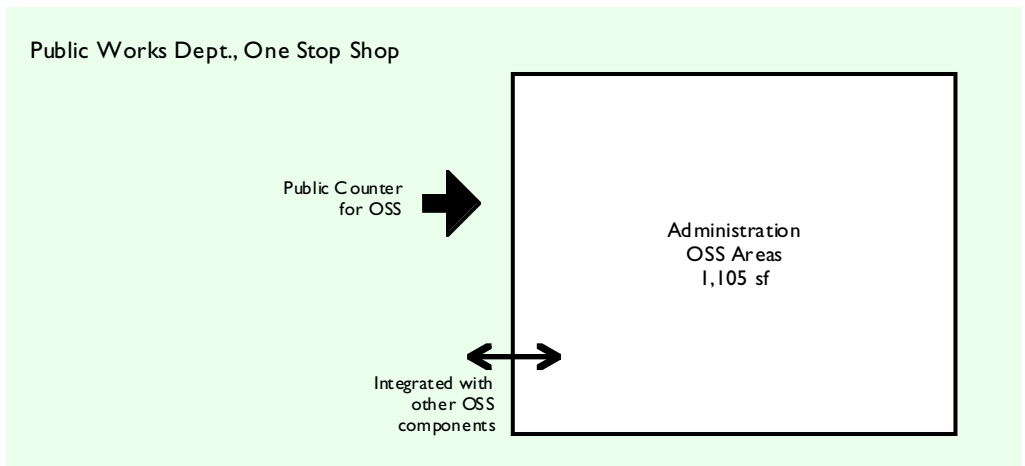 Public Works Dept., One Stop Shop
Public Counter
for OSS
Administration
OSS Areas
1,105 sf
Integrated with
other OSS
components